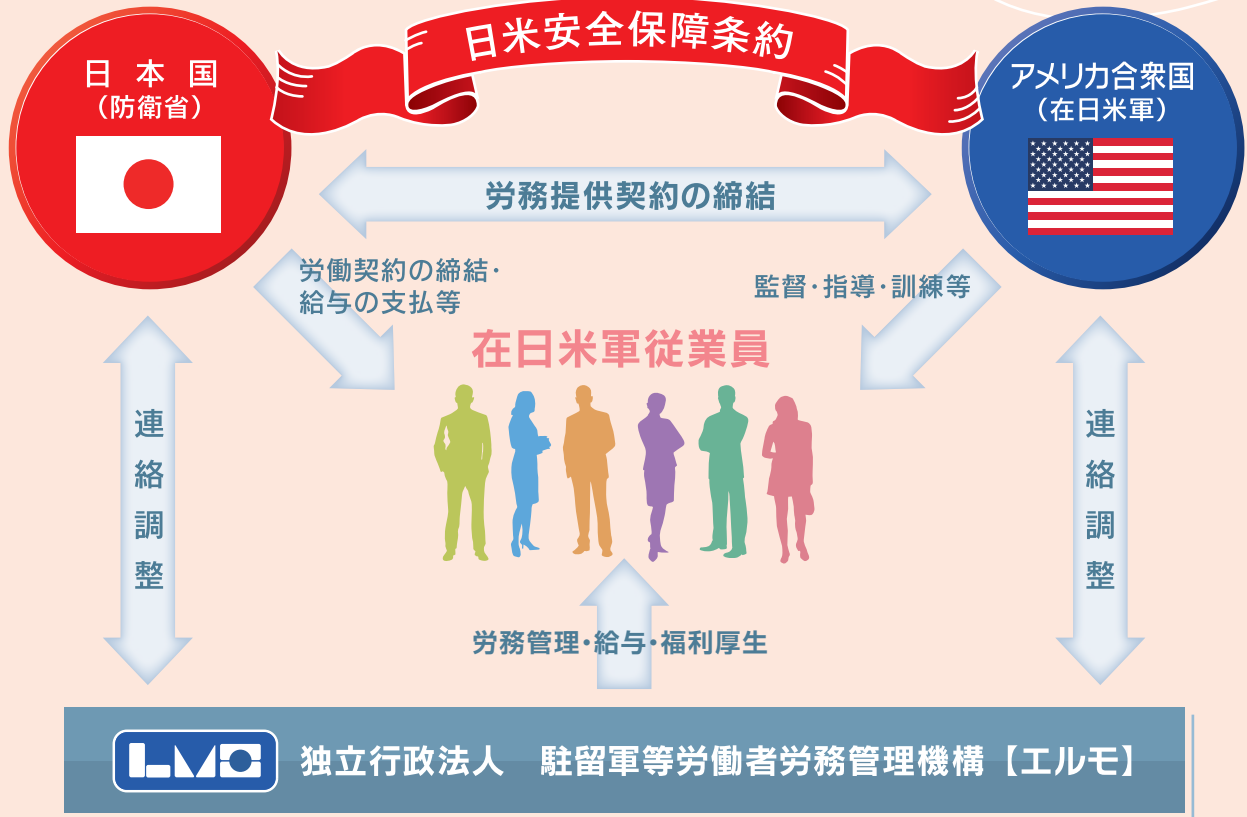 日米安全保障条約
日本国
（防衛省）
アメリカ合衆国
（在日米軍）
労務提供契約の締結
労働契約の締結・
給与の支払等
監督・指導・訓練等
在日米軍従業員
連絡調整
連絡調整
労務管理・給与・福利厚生
LMO 独立行政法人　駐留軍等労働者労務管理機構【エルモ】